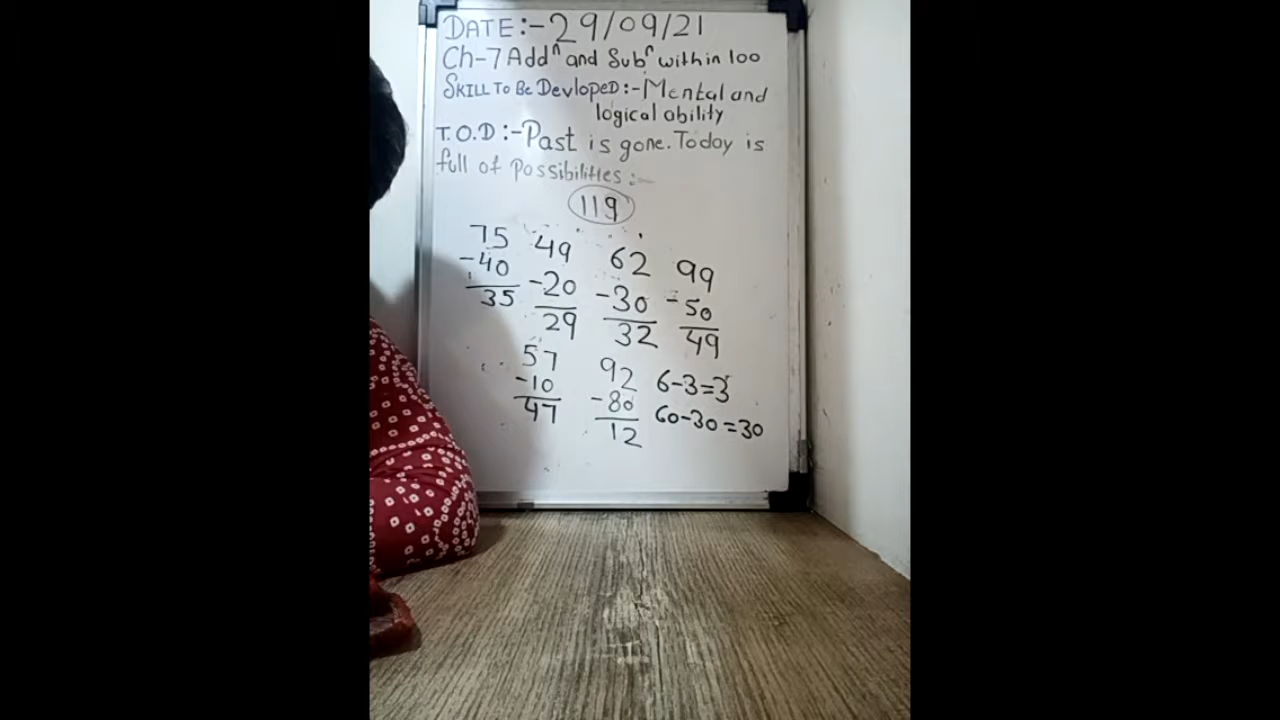 DATE:-29/09/21
Ch-7 Addⁿ and Subⁿ within 100
SKILL TO BE DevlopeD:-Mental and
logical ability
T.O.D:-Past is gone. Today is
full of Possibilities:-
119
75 49 62 99
-40 -20 -30 -50
35 29 32 49
57 92 6-3=3
-10 -80 60-30=30
47 12